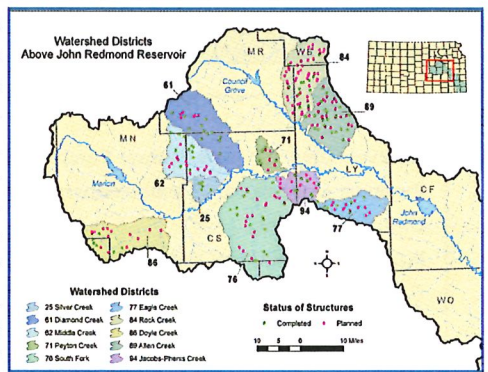 Watershed Districts
Above John Redmond Reservoir
MR
WB
84
61
Council
Grove
69
MN
71
62
LY
Marion
CF
25
94
John
Redmond
77
CS
86
76
WO
Watershed Districts
25 Silver Creek
61 Diamond Creek
62 Middle Creek
71 Peyton Creek
76 South Fork
77 Eagle Creek
84 Rock Creek
86 Doyle Creek
89 Allen Creek
94 Jacobs-Phenis Creek
Status of Structures
Completed
Planned
10 5 0 10 Miles